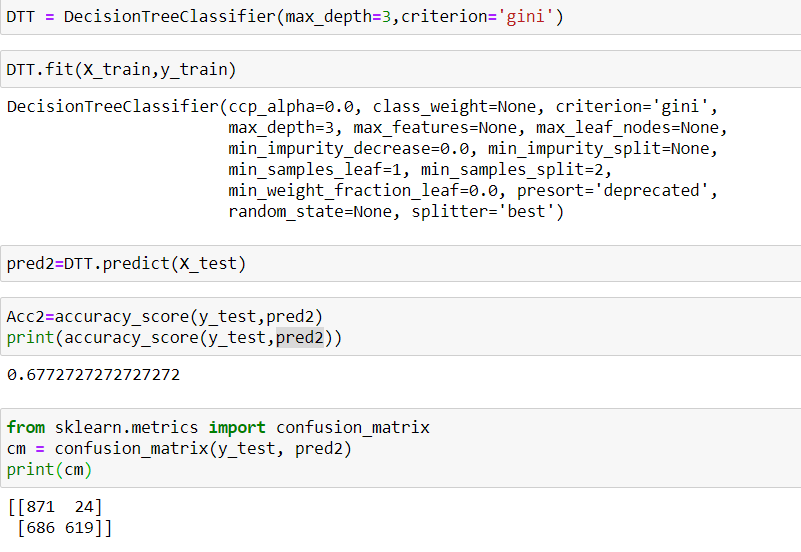 DTT = DecisionTreeClassifier(max_depth=3,criterion='gini')
DTT.fit(X_train,y_train)
DecisionTreeClassifier(ccp_alpha=0.0, class_weight=None, criterion='gini',
                       max_depth=3, max_features=None, max_leaf_nodes=None,
                       min_impurity_decrease=0.0, min_impurity_split=None,
                       min_samples_leaf=1, min_samples_split=2,
                       min_weight_fraction_leaf=0.0, presort='deprecated',
                       random_state=None, splitter='best')
pred2=DTT.predict(X_test)
Acc2=accuracy_score(y_test,pred2)
print(accuracy_score(y_test,pred2))
0.6772727272727272
from sklearn.metrics import confusion_matrix
cm = confusion_matrix(y_test, pred2)
print(cm)
[[871  24]
 [686 619]]